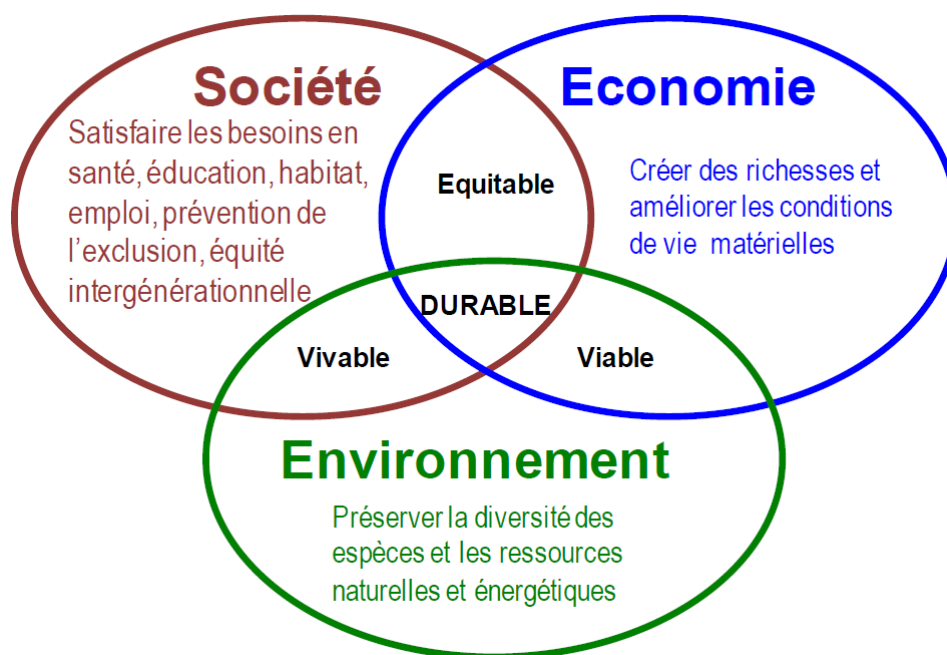 Société
Satisfaire les besoins en
santé, éducation, habitat,
emploi, prévention de
l'exclusion, équité
intergénérationnelle
Economie
Créer des richesses et
améliorer les conditions
de vie matérielles
Equitable
DURABLE
Vivable
Viable
Environnement
Préserver la diversité des
espèces et les ressources
naturelles et énergétiques